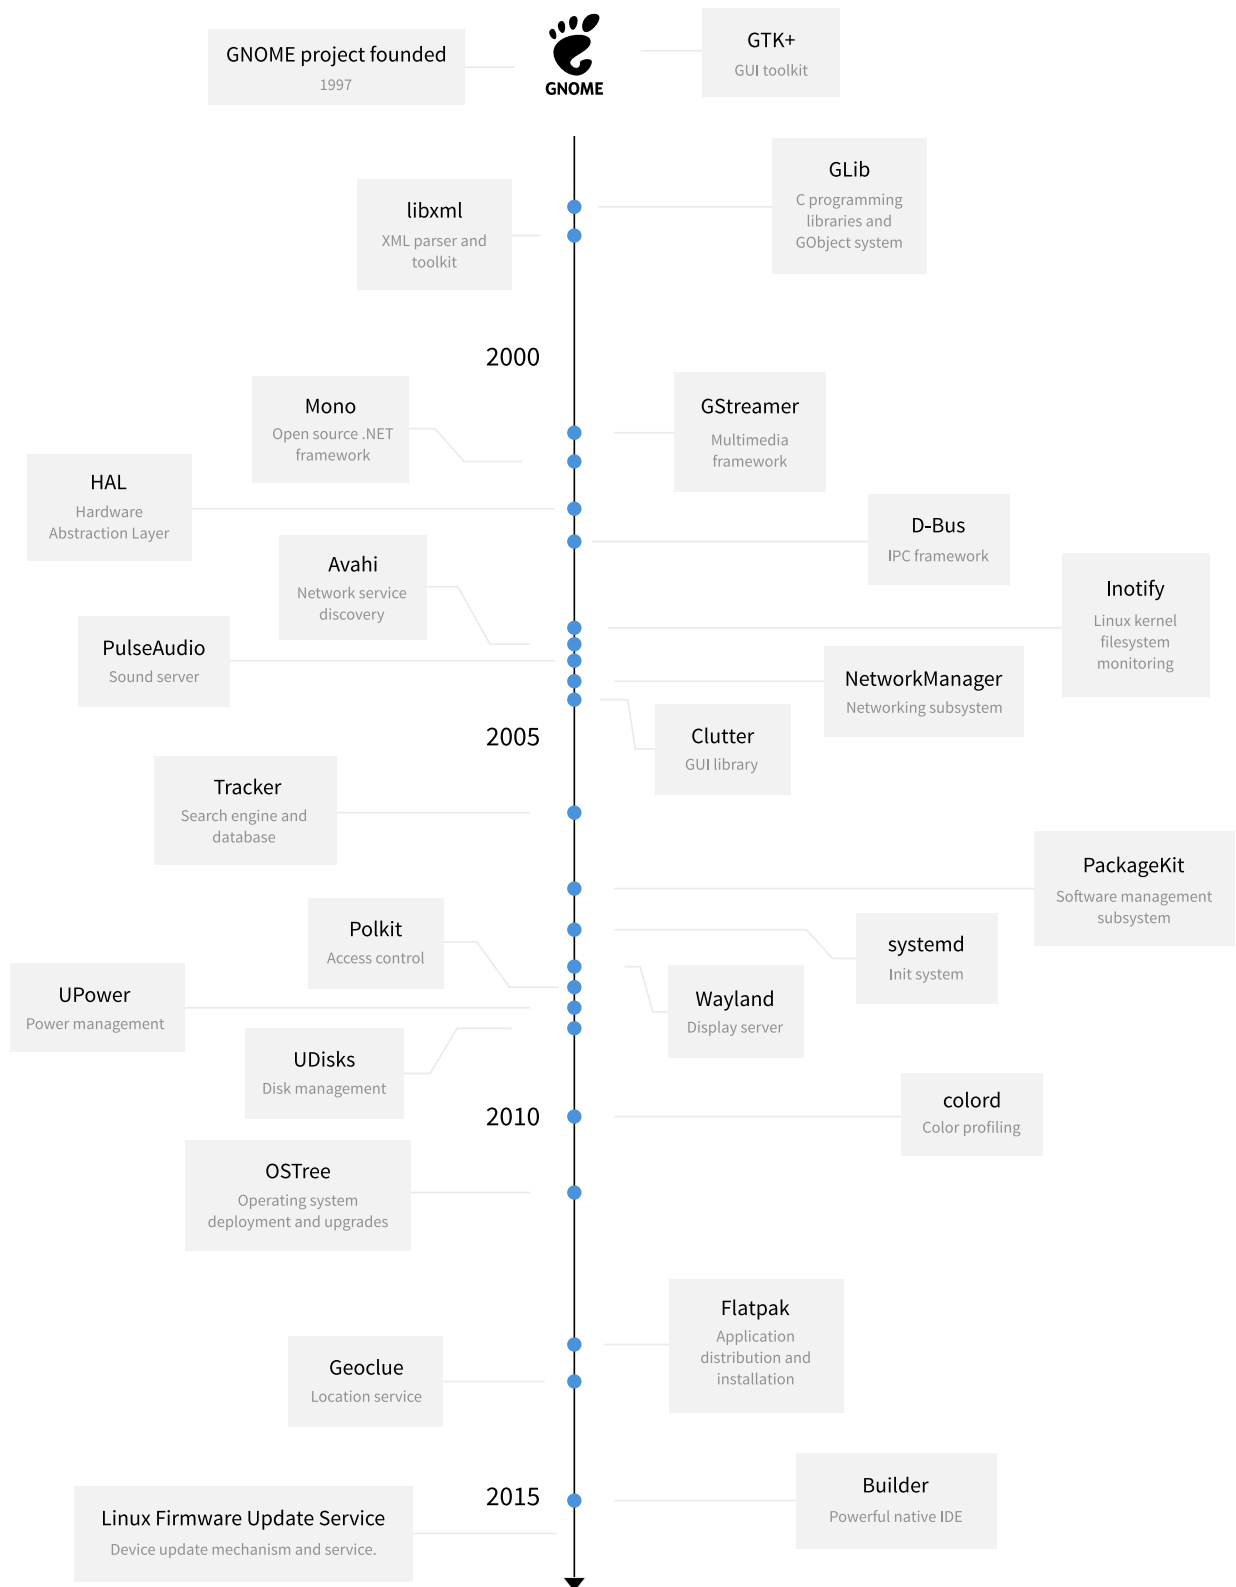 GNOME project founded
1997
GNOME
GTK+
GUI toolkit
GLib
C programming
libraries and
GObject system
libxml
XML parser and
toolkit
2000
Mono
Open source .NET
framework
GStreamer
Multimedia
framework
HAL
Hardware
Abstraction Layer
D-Bus
IPC framework
Avahi
Network service
discovery
Inotify
Linux kernel
filesystem
monitoring
PulseAudio
Sound server
NetworkManager
Networking subsystem
2005
Clutter
GUI library
Tracker
Search engine and
database
PackageKit
Software management
subsystem
Polkit
Access control
systemd
Init system
UPower
Power management
Wayland
Display server
UDisks
Disk management
2010
colord
Color profiling
OSTree
Operating system
deployment and upgrades
Flatpak
Application
distribution and
installation
Geoclue
Location service
2015
Builder
Powerful native IDE
Linux Firmware Update Service
Device update mechanism and service.